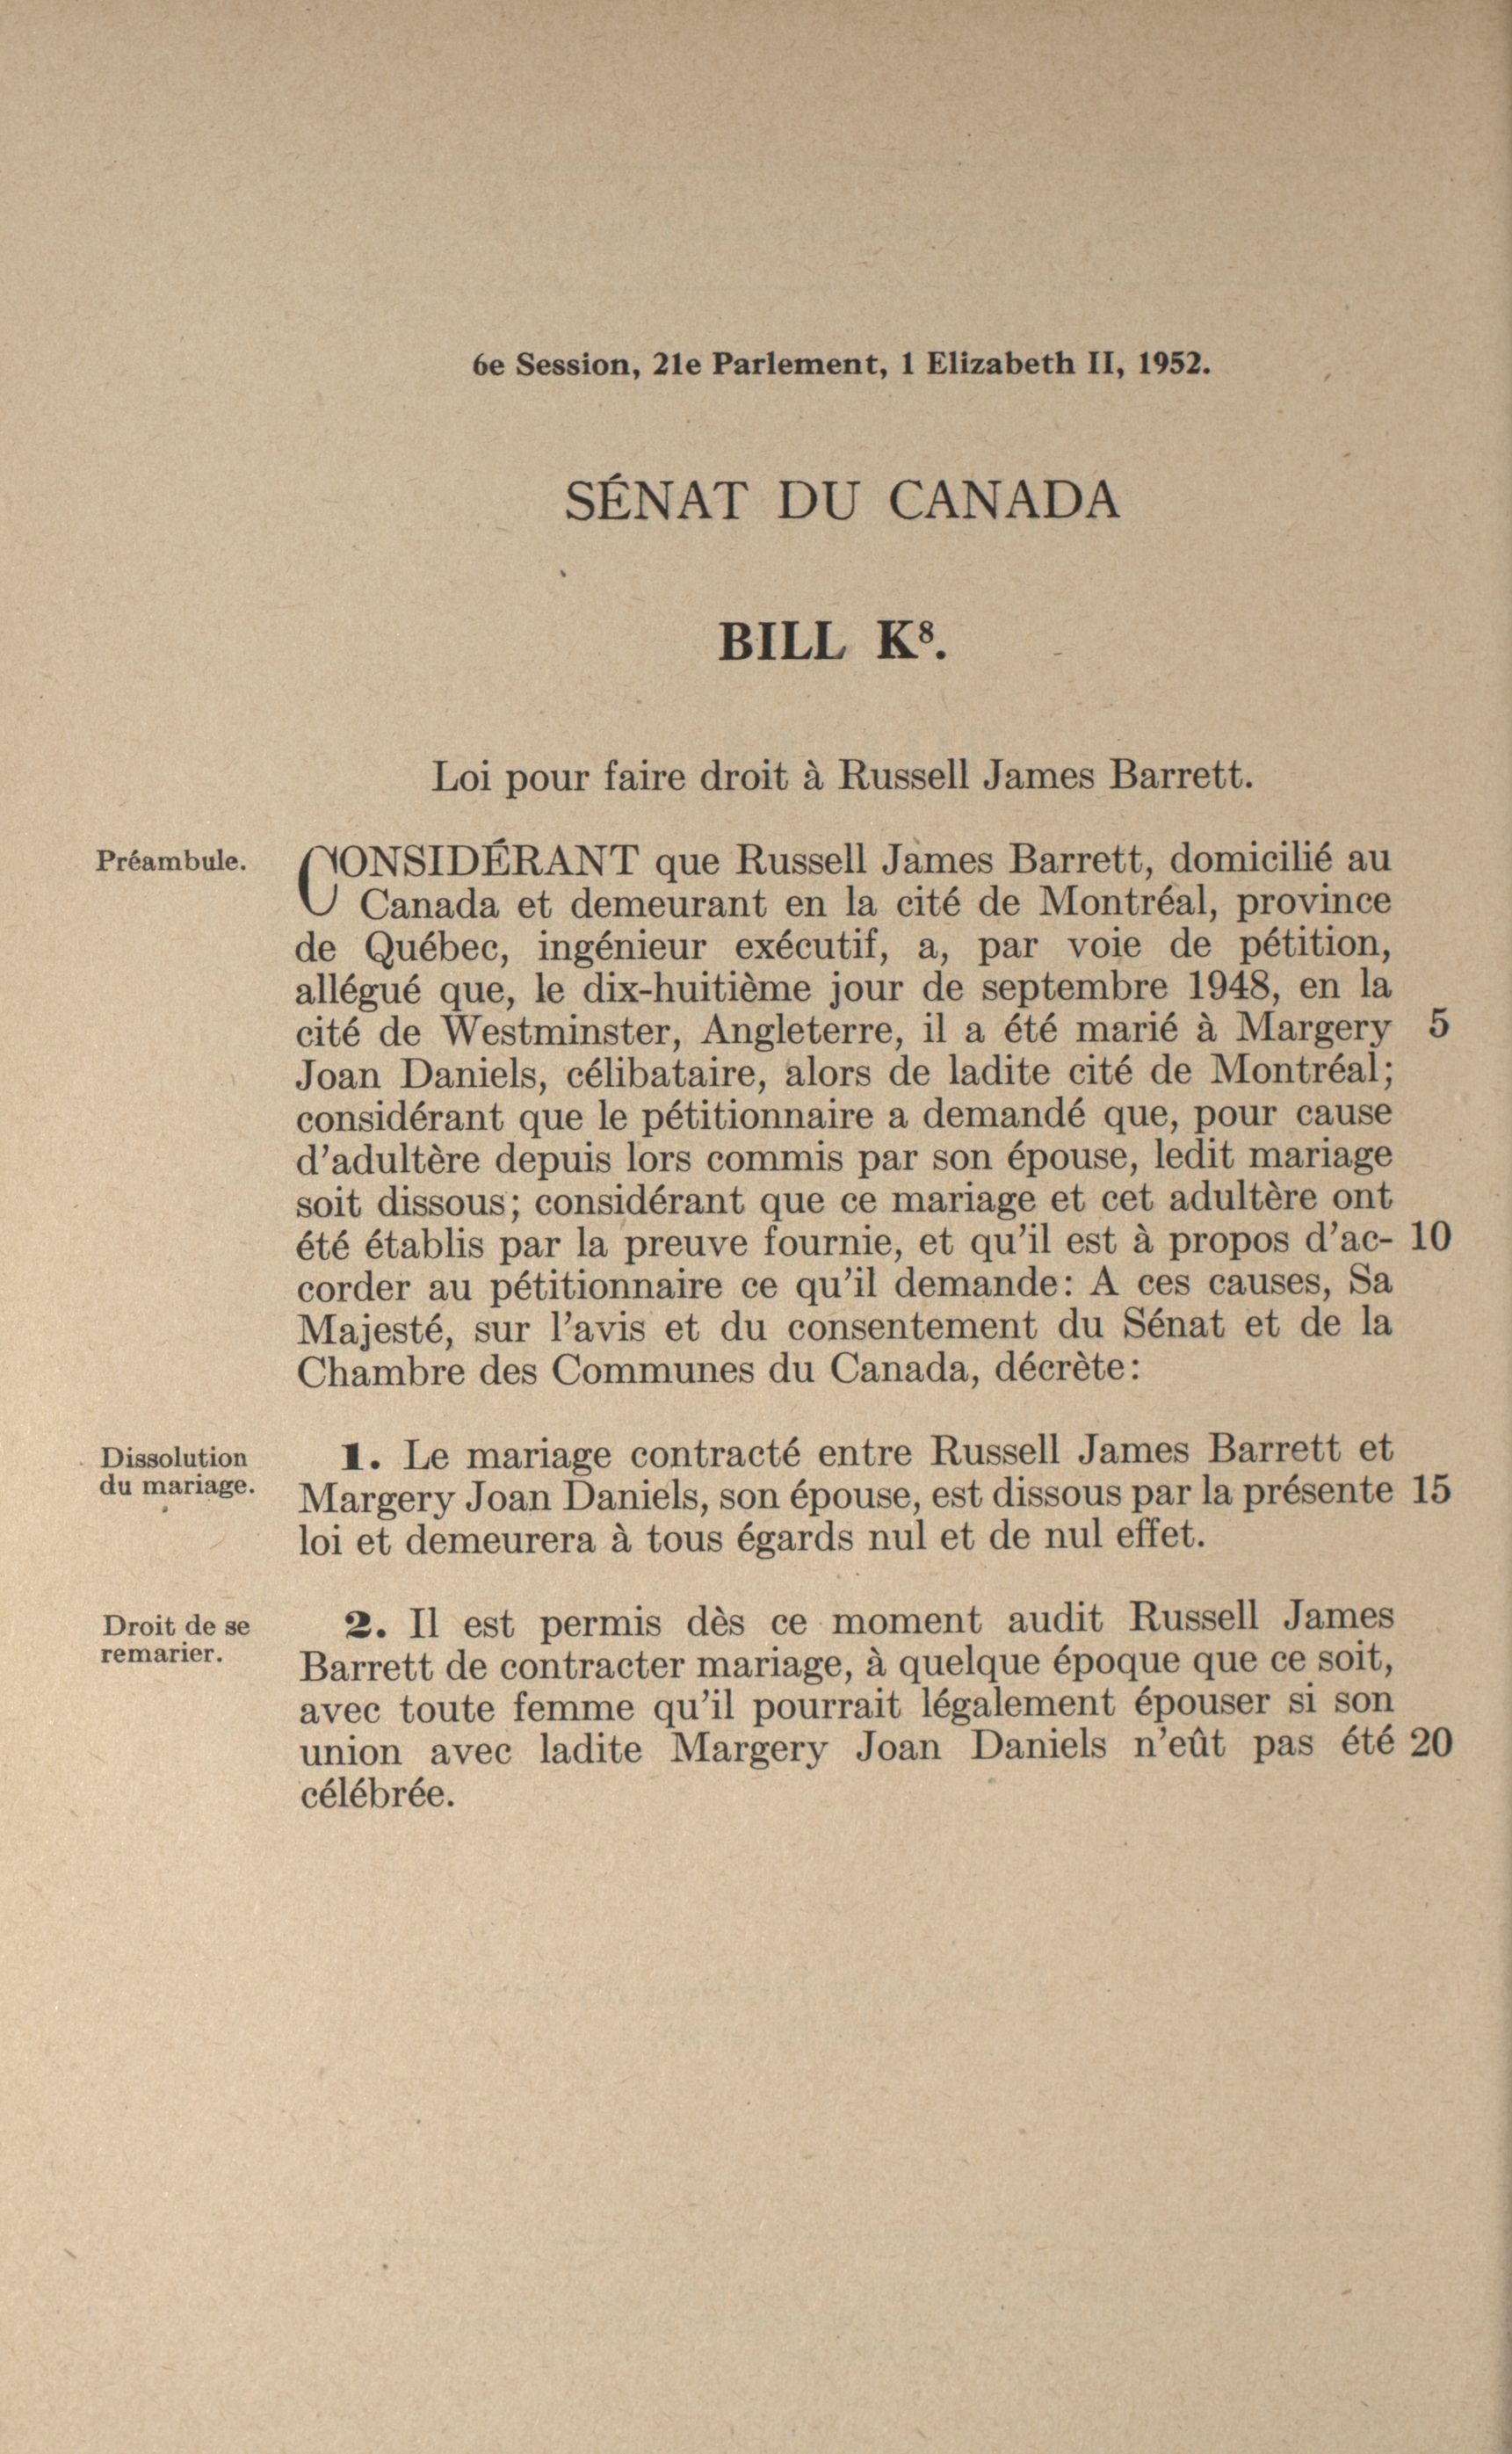 6e Session, 21e Parlement, 1 Elizabeth II, 1952.
SÉNAT DU CANADA
BILL K⁸.
Loi pour faire droit à Russell James Barrett.
Préambule.
CONSIDÉRANT que Russell James Barrett, domicilié au
Canada et demeurant en la cité de Montréal, province
de Québec, ingénieur exécutif, a, par voie de pétition,
allégué que, le dix-huitième jour de septembre 1948, en la
cité de Westminster, Angleterre, il a été marié à Margery 5
Joan Daniels, célibataire, alors de ladite cité de Montréal;
considérant que le pétitionnaire a demandé que, pour cause
d'adultère depuis lors commis par son épouse, ledit mariage
soit dissous; considérant que ce mariage et cet adultère ont
été établis par la preuve fournie, et qu'il est à propos d'ac- 10
corder au pétitionnaire ce qu'il demande: A ces causes, Sa
Majesté, sur l'avis et du consentement du Sénat et de la
Chambre des Communes du Canada, décrète:
Dissolution
du mariage.
1. Le mariage contracté entre Russell James Barrett et
Margery Joan Daniels, son épouse, est dissous par la présente 15
loi et demeurera à tous égards nul et de nul effet.
Droit de se
remarier.
2. Il est permis dès ce moment audit Russell James
Barrett de contracter mariage, à quelque époque que ce soit,
avec toute femme qu'il pourrait légalement épouser si son
union avec ladite Margery Joan Daniels n'eût pas été 20
célébrée.